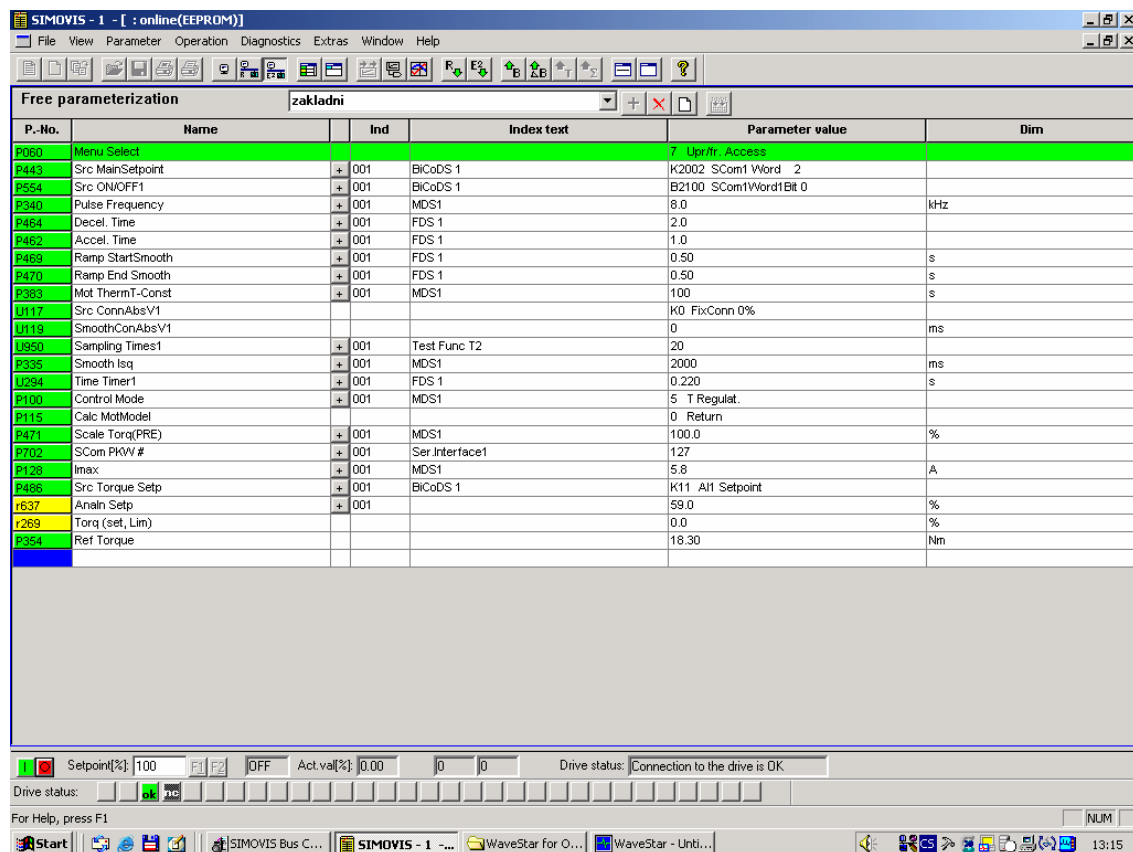 SIMOVIS - 1 - [ : online(EEPROM)]
File View Parameter Operation Diagnostics Extras Window Help
Free parameterization zakladni
P.-No. Name Ind Index text Parameter value Dim
P060 Menu Select 7 Upr/fr. Access
P443 Src MainSetpoint + 001 BiCoDS 1 K2002 SCom1 Word 2
P554 Src ON/OFF1 + 001 BiCoDS 1 B2100 SCom1Word1Bit 0
P340 Pulse Frequency + 001 MDS1 8.0 kHz
P464 Decel. Time + 001 FDS 1 2.0
P462 Accel. Time + 001 FDS 1 1.0
P469 Ramp StartSmooth + 001 FDS 1 0.50 s
P470 Ramp End Smooth + 001 FDS 1 0.50 s
P383 Mot ThermT-Const + 001 MDS1 100 s
U117 Src ConnAbsV1 K0 FixConn 0%
U119 SmoothConAbsV1 0 ms
U950 Sampling Times1 + 001 Test Func T2 20
P335 Smooth Isq + 001 MDS1 2000 ms
U294 Time Timer1 + 001 FDS 1 0.220 s
P100 Control Mode + 001 MDS1 5 T Regulat.
P115 Calc MotModel 0 Return
P471 Scale Torq(PRE) + 001 MDS1 100.0 %
P702 SCom PKW # + 001 Ser.Interface1 127
P128 Imax + 001 MDS1 5.8 A
P486 Src Torque Setp + 001 BiCoDS 1 K11 AI1 Setpoint
r637 AnaIn Setp + 001 59.0 %
r269 Torq (set, Lim) 0.0 %
P354 Ref Torque 18.30 Nm
Setpoint[%]: 100 F1 F2 OFF Act.val[%]: 0.00 0 0 Drive status: Connection to the drive is OK
Drive status: ok nc
For Help, press F1 NUM
Start SIMOVIS Bus C... SIMOVIS - 1 -... WaveStar for O... WaveStar - Unti... CS 13:15